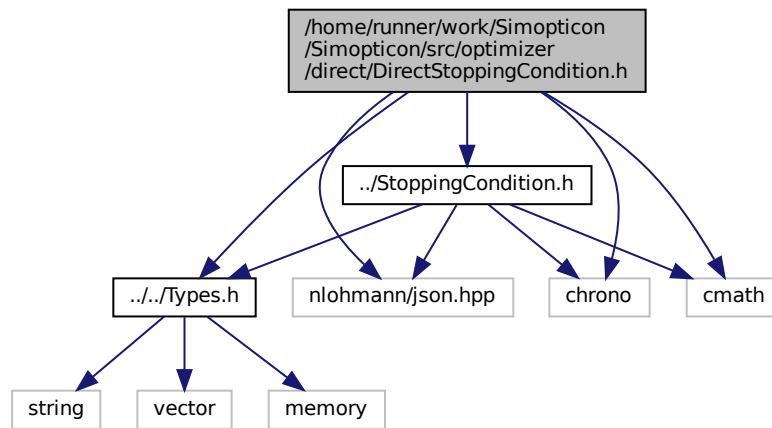 /home/runner/work/Simopticon
/Simopticon/src/optimizer
/direct/DirectStoppingCondition.h
../StoppingCondition.h
../../Types.h
nlohmann/json.hpp
chrono
cmath
string
vector
memory